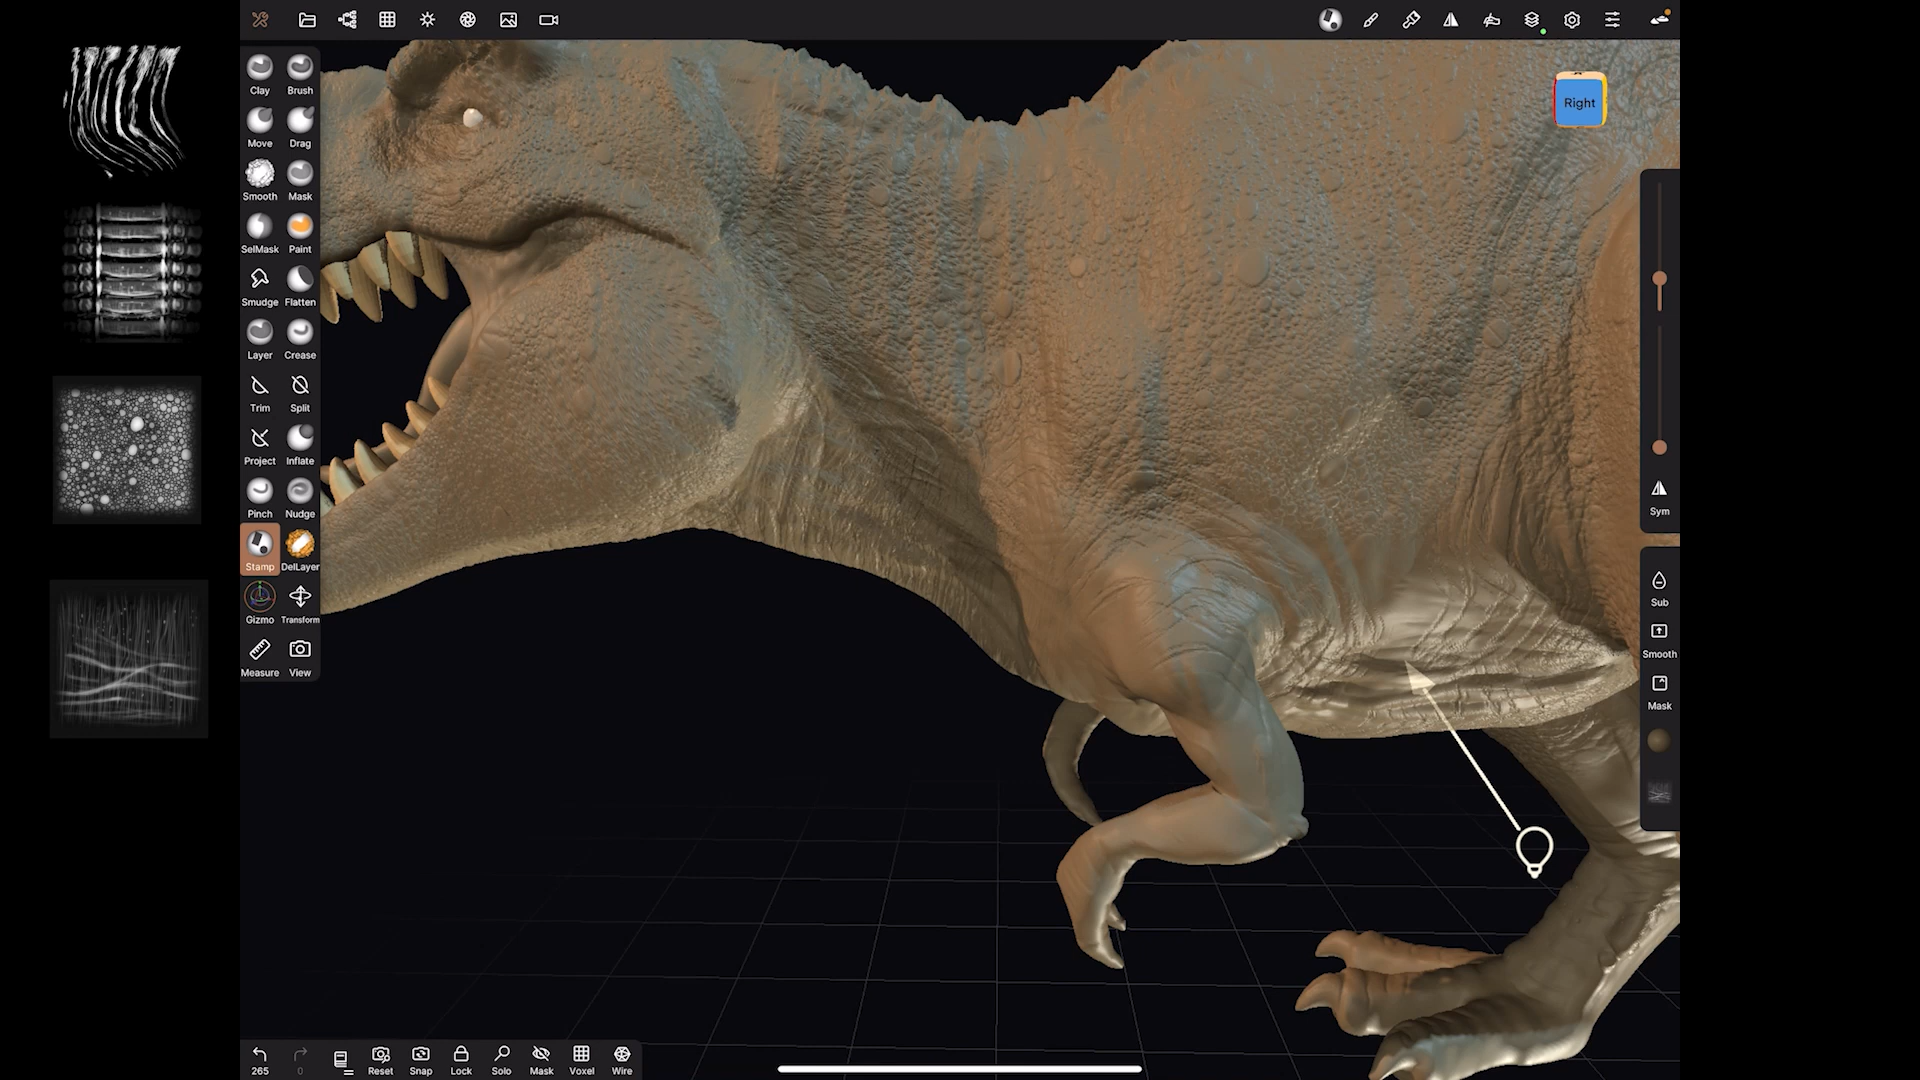 Clay Brush
Move Drag
Smooth Mask
SelMask Paint
Smudge Flatten
Layer Crease
Trim Split
Project Inflate
Pinch Nudge
Stamp DelLayer
Gizmo Transform
Measure View
Right
Sym
Sub
Smooth
Mask
265 0 Reset Snap Lock Solo Mask Voxel Wire